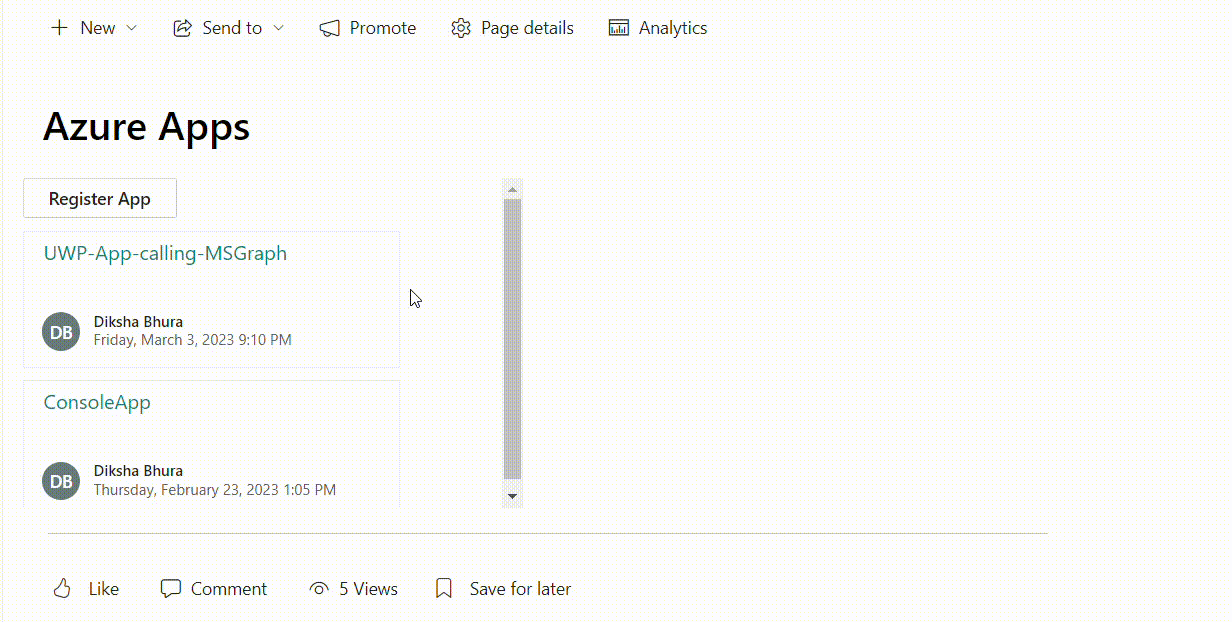 New Send to Promote Page details Analytics
Azure Apps
Register App
UWP-App-calling-MSGraph
DB Diksha Bhura
Friday, March 3, 2023 9:10 PM
ConsoleApp
DB Diksha Bhura
Thursday, February 23, 2023 1:05 PM
Like Comment 5 Views Save for later